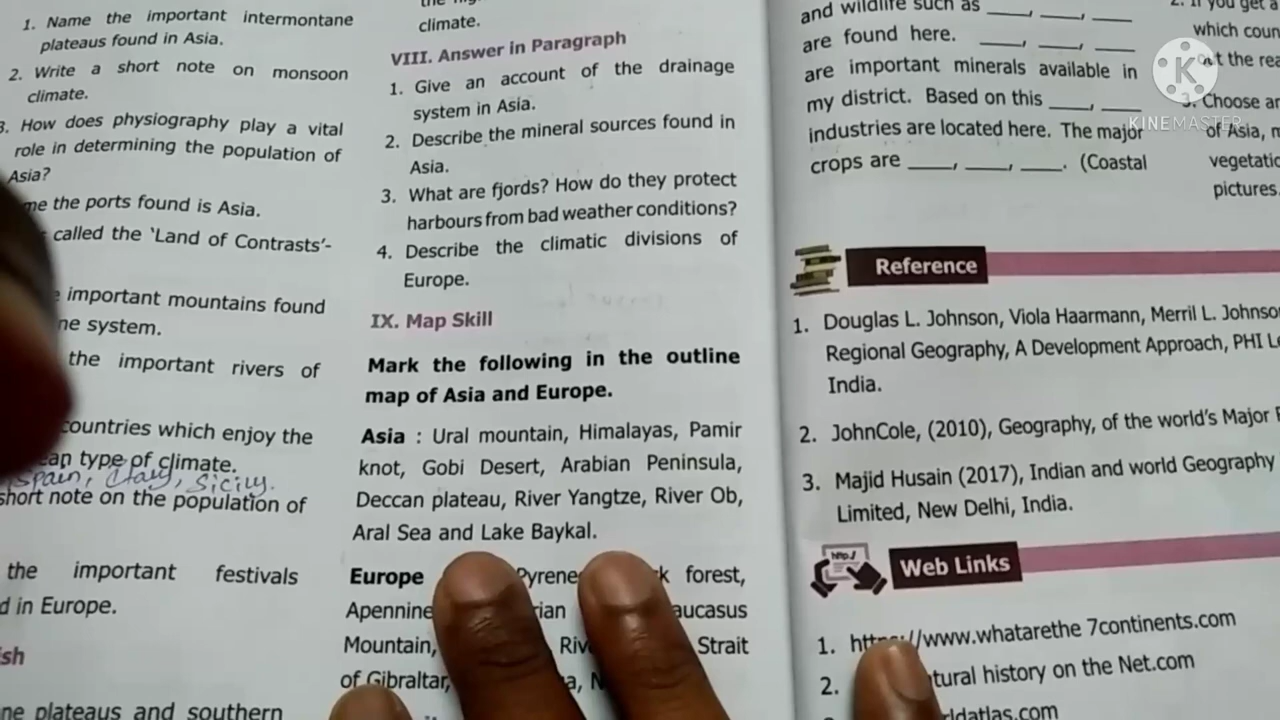 1. Name the important intermontane
plateaus found in Asia.
2. Write a short note on monsoon
climate.
3. How does physiography play a vital
role in determining the population of
Asia?
me the ports found is Asia.
called the 'Land of Contrasts'-
important mountains found
ne system.
the important rivers of
countries which enjoy the
an type of climate.
Spain, Italy, Sicily.
short note on the population of
the important festivals
d in Europe.
ish
ne plateaus and southern
climate.
VIII. Answer in Paragraph
1. Give an account of the drainage
system in Asia.
2. Describe the mineral sources found in
Asia.
3. What are fjords? How do they protect
harbours from bad weather conditions?
4. Describe the climatic divisions of
Europe.
IX. Map Skill
Mark the following in the outline
map of Asia and Europe.
Asia : Ural mountain, Himalayas, Pamir
knot, Gobi Desert, Arabian Peninsula,
Deccan plateau, River Yangtze, River Ob,
Aral Sea and Lake Baykal.
Europe Pyrene k forest,
Apennine rian aucasus
Mountain, Riv Strait
of Gibraltar, a, N
and wildlife such as ____, ____, ____
are found here. ____, ____, ____
are important minerals available in
my district. Based on this ____, ____
industries are located here. The major
crops are ____, ____, ____. (Coastal
2. If you get a
which coun
t the rea
3. Choose an
of Asia, m
vegetatio
pictures.
K
KINEMASTER
Reference
1. Douglas L. Johnson, Viola Haarmann, Merril L. Johnso
Regional Geography, A Development Approach, PHI Le
India.
2. JohnCole, (2010), Geography, of the world's Major
3. Majid Husain (2017), Indian and world Geography
Limited, New Delhi, India.
http://
Web Links
1. https://www.whatarethe 7continents.com
2. tural history on the Net.com
rldatlas.com